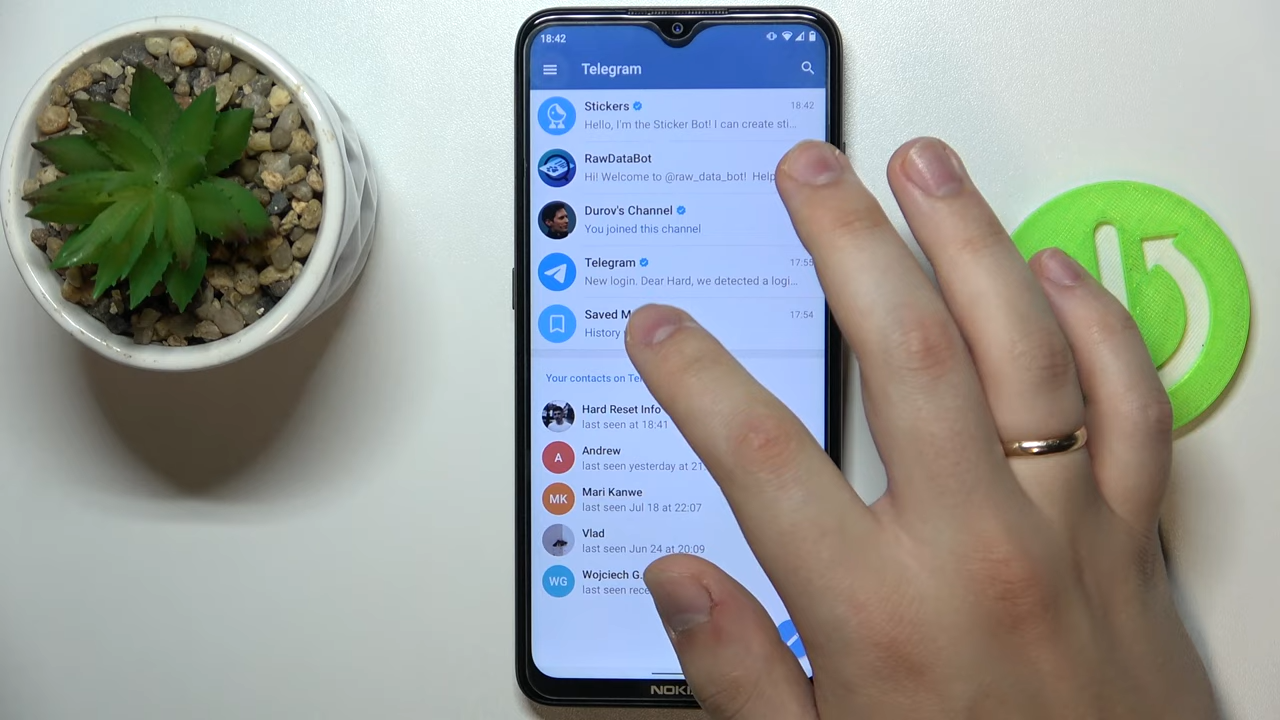 18:42
Telegram
Stickers 18:42
Hello, I'm the Sticker Bot! I can create sti...
RawDataBot
Hi! Welcome to @raw_data_bot! Help
Durov's Channel
You joined this channel
Telegram 17:55
New login. Dear Hard, we detected a logi...
Saved 17:54
History
Your contacts on
Hard Reset Info
last seen at 18:41
A Andrew
last seen yesterday at 21
MK Mari Kanwe
last seen Jul 18 at 22:07
Vlad
last seen Jun 24 at 20:09
WG Wojciech G.
last seen